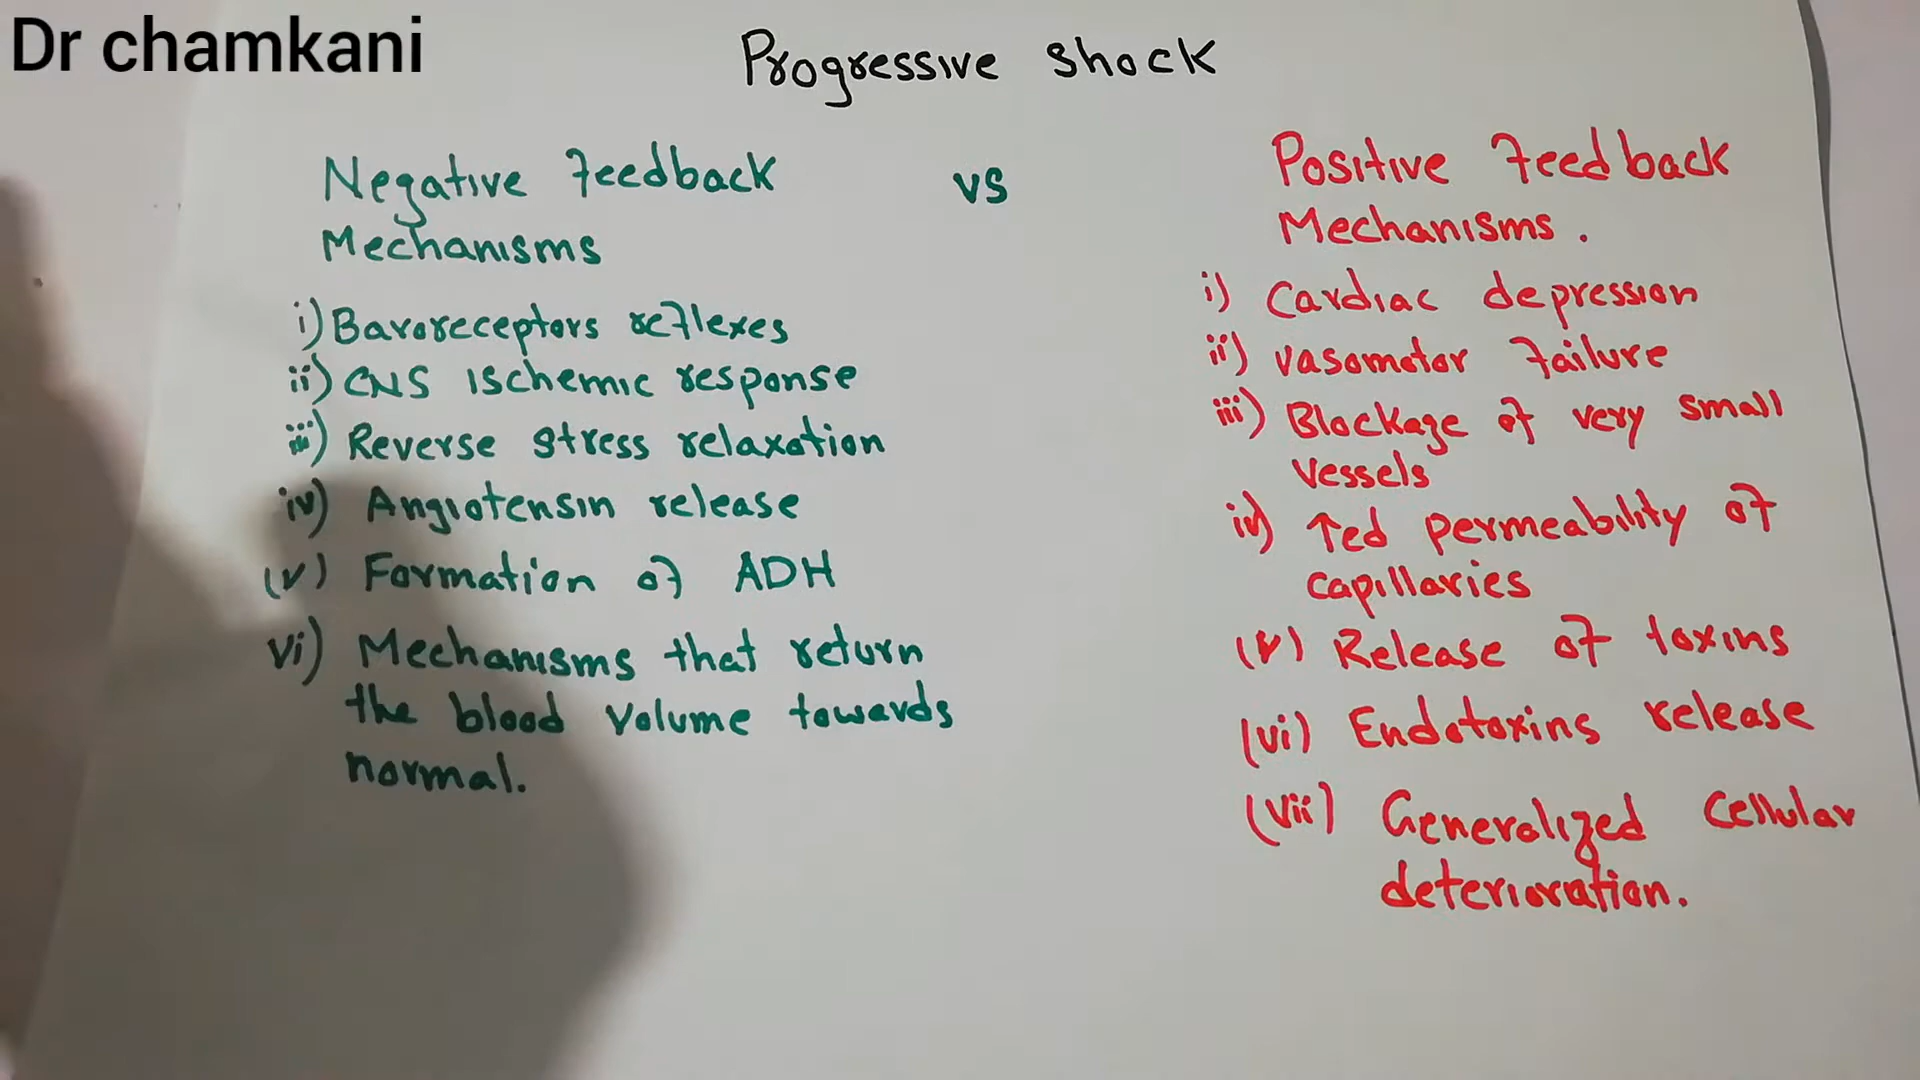 Dr chamkani
Progressive shock
Negative feedback
Mechanisms
vs
i) Baroreceptors reflexes
ii) CNS Ischemic response
iii) Reverse stress relaxation
iv) Angiotensin release
(v) Formation of ADH
vi) Mechanisms that return
the blood volume towards
normal.
Positive feedback
Mechanisms.
i) Cardiac depression
ii) vasomotor failure
iii) Blockage of very small
vessels
iv) ↑ed permeability of
capillaries
(v) Release of toxins
(vi) Endotoxins release
(vii) Generalized cellular
deterioration.